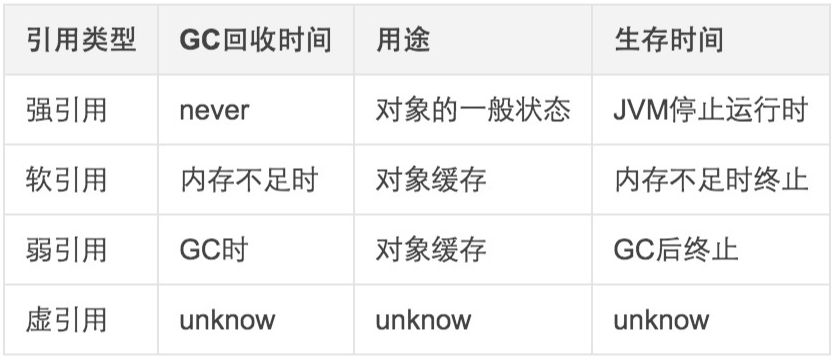 引用类型 GC回收时间 用途 生存时间
强引用 never 对象的一般状态 JVM停止运行时
软引用 内存不足时 对象缓存 内存不足时终止
弱引用 GC时 对象缓存 GC后终止
虚引用 unknow unknow unknow